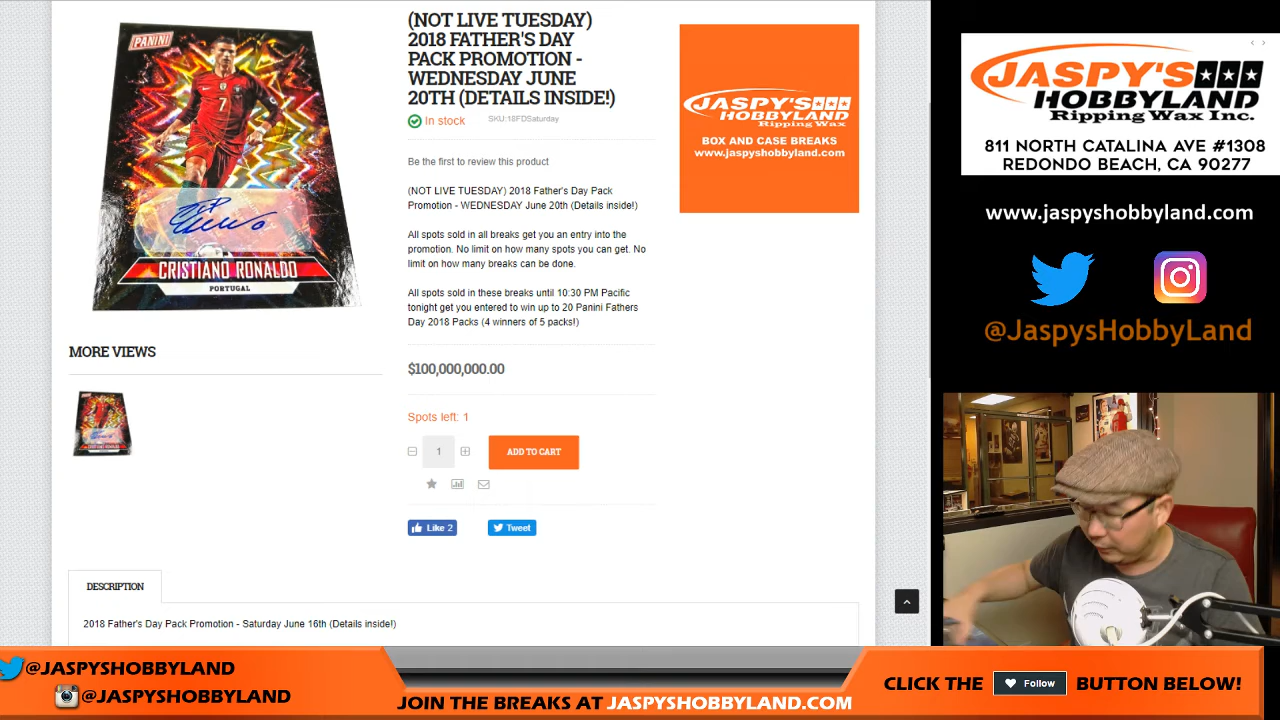 PANINI
7
CRISTIANO RONALDO
PORTUGAL
MORE VIEWS
(NOT LIVE TUESDAY)
2018 FATHER'S DAY
PACK PROMOTION -
WEDNESDAY JUNE
20TH (DETAILS INSIDE!)
In stock
SKU:18FDSaturday
Be the first to review this product
(NOT LIVE TUESDAY) 2018 Father's Day Pack
Promotion - WEDNESDAY June 20th (Details inside!)
All spots sold in all breaks get you an entry into the
promotion. No limit on how many spots you can get. No
limit on how many breaks can be done.
All spots sold in these breaks until 10:30 PM Pacific
tonight get you entered to win up to 20 Panini Fathers
Day 2018 Packs (4 winners of 5 packs!)
$100,000,000.00
Spots left: 1
1
ADD TO CART
Like 2
Tweet
JASPY'S
HOBBYLAND
Ripping Wax
BOX AND CASE BREAKS
www.jaspyshobbyland.com
DESCRIPTION
2018 Father's Day Pack Promotion - Saturday June 16th (Details inside!)
JASPY'S
HOBBYLAND
Ripping Wax Inc.
811 NORTH CATALINA AVE #1308
REDONDO BEACH, CA 90277
www.jaspyshobbyland.com
@JaspysHobbyLand
@JASPYSHOBBYLAND
@JASPYSHOBBYLAND
JOIN THE BREAKS AT JASPYSHOBBYLAND.COM
CLICK THE Follow BUTTON BELOW!